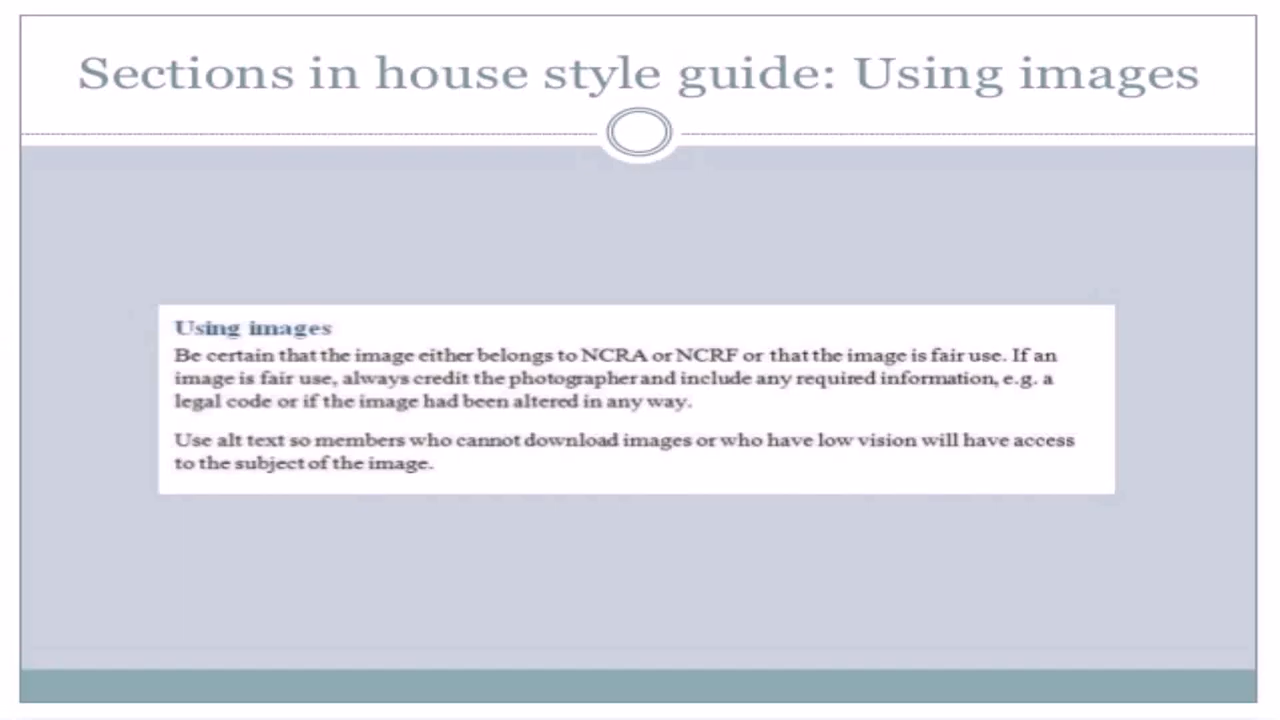 Sections in house style guide: Using images
Using images
Be certain that the image either belongs to NCRA or NCRF or that the image is fair use. If an
image is fair use, always credit the photographer and include any required information, e.g. a
legal code or if the image had been altered in any way.
Use alt text so members who cannot download images or who have low vision will have access
to the subject of the image.